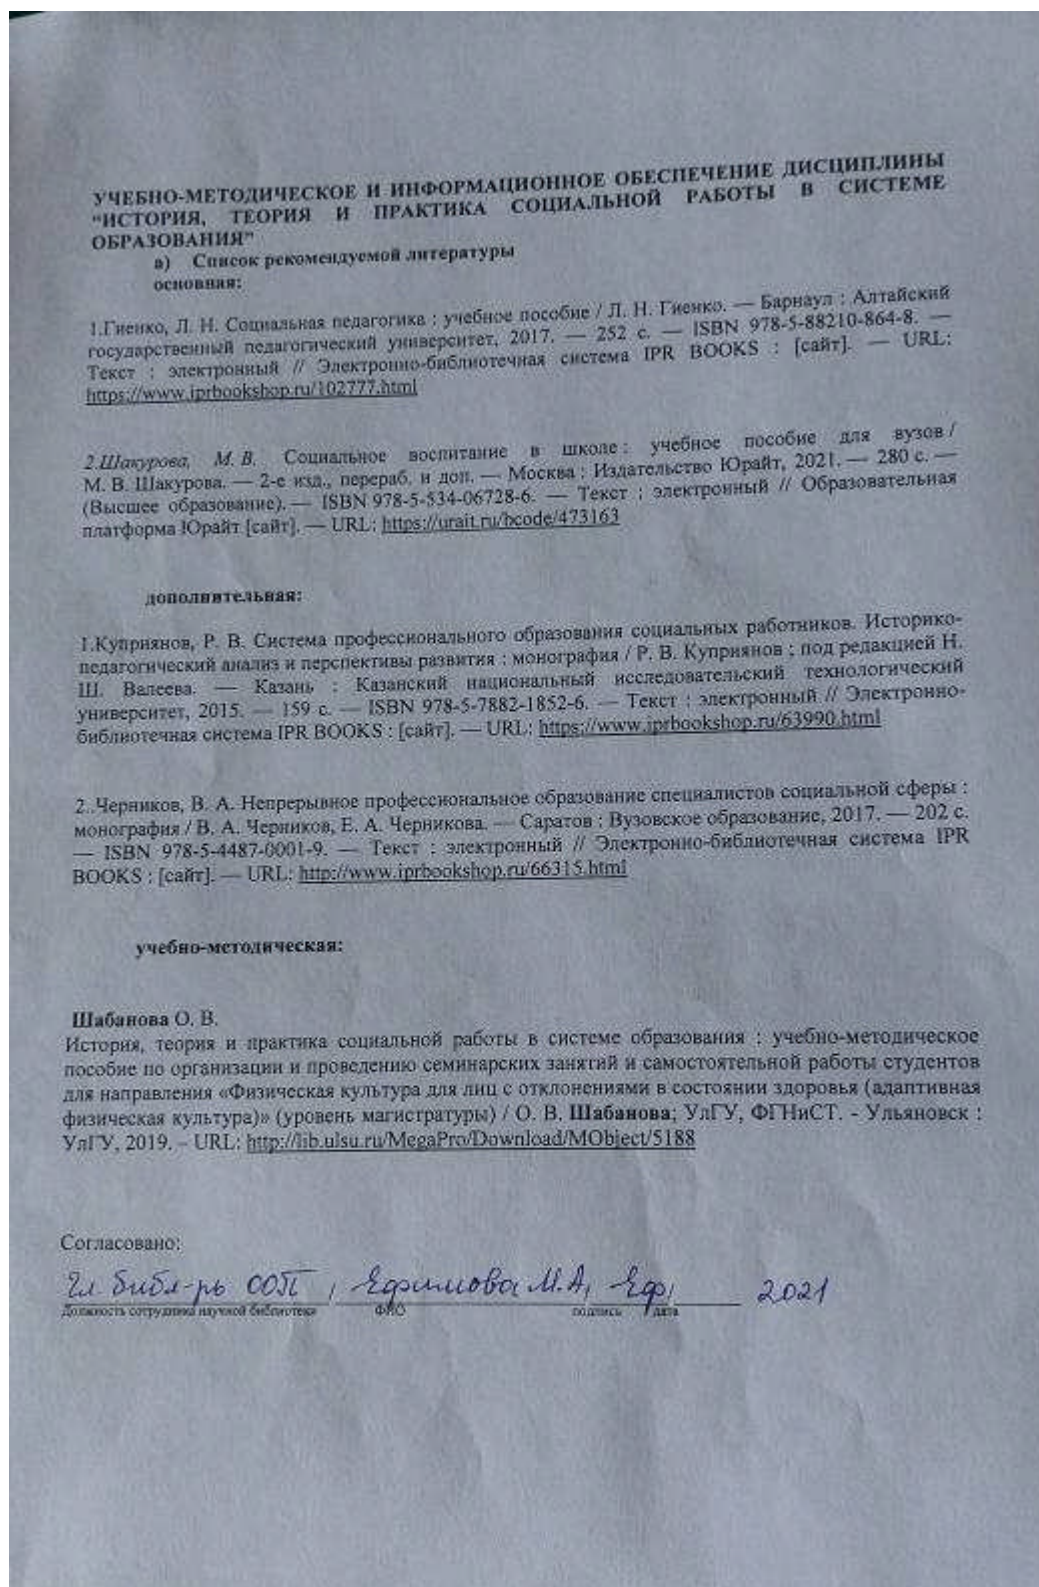 УЧЕБНО-МЕТОДИЧЕСКОЕ И ИНФОРМАЦИОННОЕ ОБЕСПЕЧЕНИЕ ДИСЦИПЛИНЫ
“ИСТОРИЯ, ТЕОРИЯ И ПРАКТИКА СОЦИАЛЬНОЙ РАБОТЫ В СИСТЕМЕ
ОБРАЗОВАНИЯ”
а) Список рекомендуемой литературы
основная:
1.Гиенко, Л. Н. Социальная педагогика : учебное пособие / Л. Н. Гиенко. — Барнаул : Алтайский
государственный педагогический университет, 2017. — 252 с. — ISBN 978-5-88210-864-8. —
Текст : электронный // Электронно-библиотечная система IPR BOOKS : [сайт]. — URL:
https://www.iprbookshop.ru/102777.html
2.Шакурова, М. В. Социальное воспитание в школе : учебное пособие для вузов /
М. В. Шакурова. — 2-е изд., перераб. и доп. — Москва : Издательство Юрайт, 2021. — 280 с. —
(Высшее образование). — ISBN 978-5-534-06728-6. — Текст : электронный // Образовательная
платформа Юрайт [сайт]. — URL: https://urait.ru/bcode/473163
дополнительная:
1.Куприянов, Р. В. Система профессионального образования социальных работников. Историко-
педагогический анализ и перспективы развития : монография / Р. В. Куприянов ; под редакцией Н.
Ш. Валеева. — Казань : Казанский национальный исследовательский технологический
университет, 2015. — 159 с. — ISBN 978-5-7882-1852-6. — Текст : электронный // Электронно-
библиотечная система IPR BOOKS : [сайт]. — URL: https://www.iprbookshop.ru/63990.html
2..Черников, В. А. Непрерывное профессиональное образование специалистов социальной сферы :
монография / В. А. Черников, Е. А. Черникова. — Саратов : Вузовское образование, 2017. — 202 с.
— ISBN 978-5-4487-0001-9. — Текст : электронный // Электронно-библиотечная система IPR
BOOKS : [сайт]. — URL: http://www.iprbookshop.ru/66315.html
учебно-методическая:
Шабанова О. В.
История, теория и практика социальной работы в системе образования : учебно-методическое
пособие по организации и проведению семинарских занятий и самостоятельной работы студентов
для направления «Физическая культура для лиц с отклонениями в состоянии здоровья (адаптивная
физическая культура)» (уровень магистратуры) / О. В. Шабанова; УлГУ, ФГНиСТ. - Ульяновск :
УлГУ, 2019. – URL: http://lib.ulsu.ru/MegaPro/Download/MObject/5188
Согласовано:
Гл библ-рь ООП , Ефимова М.А, Еф, 2021
Должность сотрудника научной библиотеки ФИО подпись дата